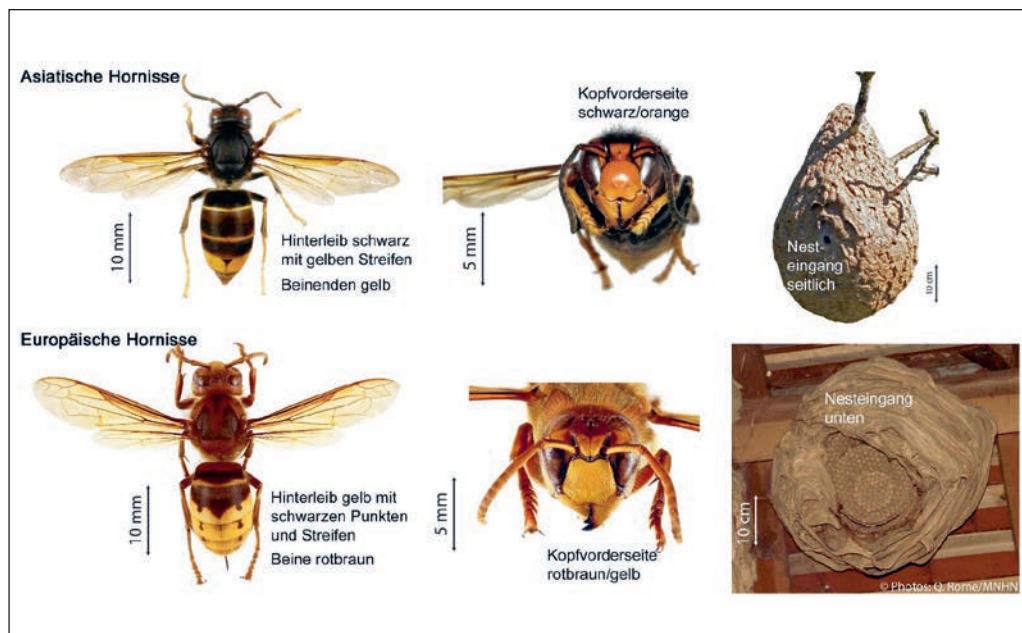 Asiatische Hornisse
10 mm
Hinterleib schwarz
mit gelben Streifen
Beinenden gelb
Kopfvorderseite
schwarz/orange
5 mm
Nest-
eingang
seitlich
10 cm
Europäische Hornisse
10 mm
Hinterleib gelb mit
schwarzen Punkten
und Streifen
Beine rotbraun
5 mm
Kopfvorderseite
rotbraun/gelb
Nesteingang
unten
10 cm
© Photos: Q. Rome/MNHN